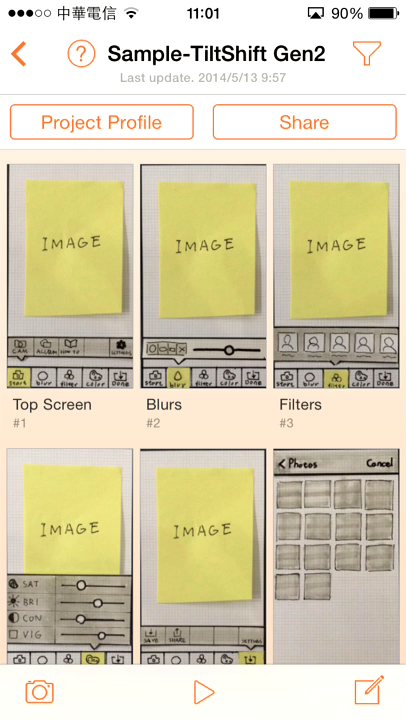 中華電信 11:01 90%
? Sample-TiltShift Gen2
Last update. 2014/5/13 9:57
Project Profile Share
IMAGE IMAGE IMAGE
CAM ALBUM HOW TO SETTINGS
start blur filter color DONE
start blur filter color DONE
start blur filter color DONE
Top Screen Blurs Filters
#1 #2 #3
Photos Cancel
IMAGE IMAGE
SAT
BRI
CON
VIG
SAVE SHARE SETTINGS